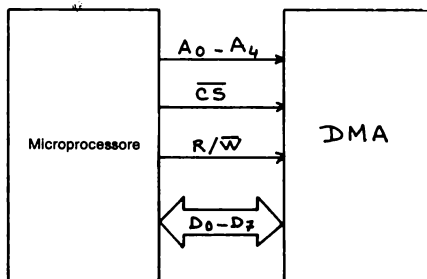 A0 - A4
CS
Microprocessore
R/W
DMA
D0-D7